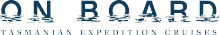 ON BOARD
TASMANIAN EXPEDITION CRUISES